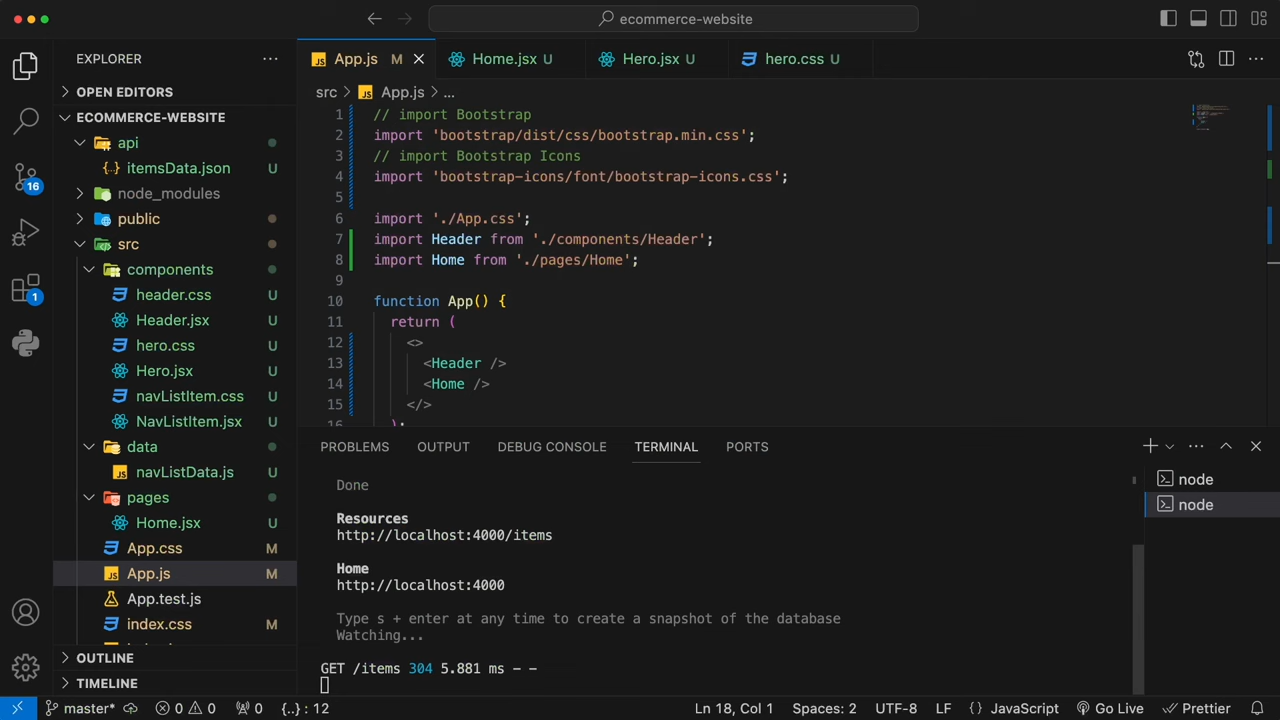 ecommerce-website
EXPLORER
OPEN EDITORS
ECOMMERCE-WEBSITE
api
itemsData.json U
node_modules
public
src
components
header.css U
Header.jsx U
hero.css U
Hero.jsx U
navListItem.css U
NavListItem.jsx U
data
navListData.js U
pages
Home.jsx U
App.css M
App.js M
App.test.js
index.css M
OUTLINE
TIMELINE
16
1
App.js M
Home.jsx U
Hero.jsx U
hero.css U
src > App.js > ...
1 // import Bootstrap
2 import 'bootstrap/dist/css/bootstrap.min.css';
3 // import Bootstrap Icons
4 import 'bootstrap-icons/font/bootstrap-icons.css';
5
6 import './App.css';
7 import Header from './components/Header';
8 import Home from './pages/Home';
9
10 function App() {
11 return (
12 <>
13 <Header />
14 <Home />
15 </>
16 );
PROBLEMS OUTPUT DEBUG CONSOLE TERMINAL PORTS
Done
Resources
http://localhost:4000/items
Home
http://localhost:4000
Type s + enter at any time to create a snapshot of the database
Watching...
GET /items 304 5.881 ms - -
node
node
master* 0 0 0 {..} : 12 Ln 18, Col 1 Spaces: 2 UTF-8 LF {} JavaScript Go Live Prettier